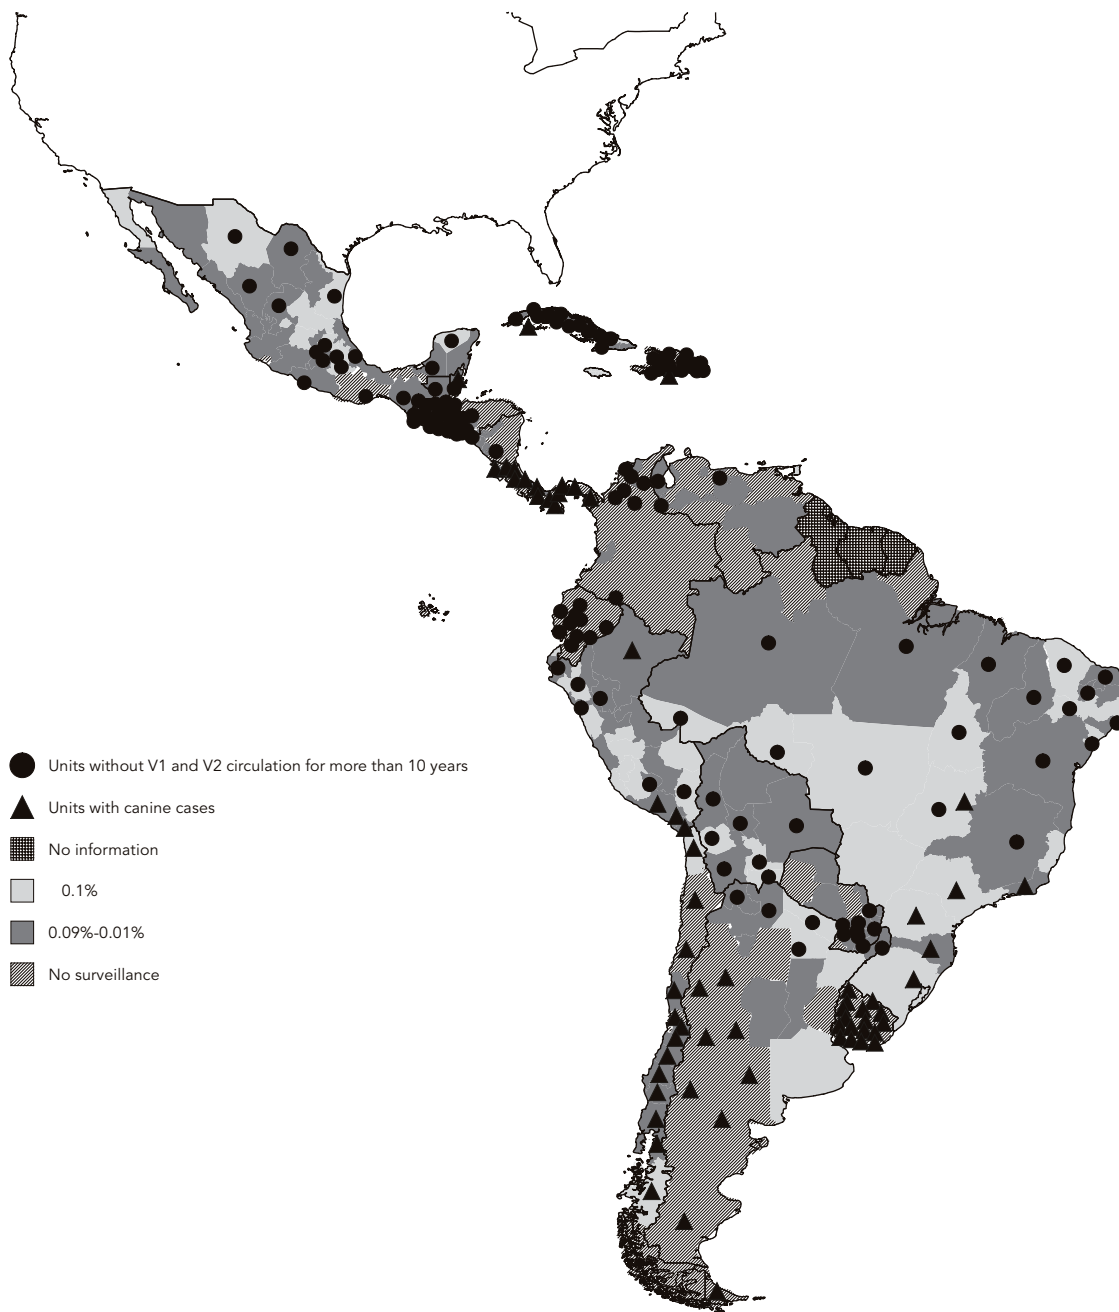 Units without V1 and V2 circulation for more than 10 years
Units with canine cases
No information
0.1%
0.09%-0.01%
No surveillance